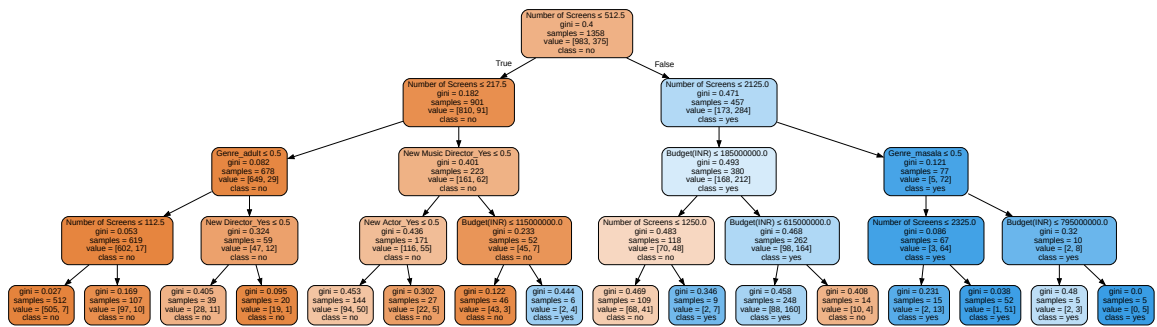 Number of Screens ≤ 512.5
gini = 0.4
samples = 1358
value = [983, 375]
class = no
True
False
Number of Screens ≤ 217.5
gini = 0.182
samples = 901
value = [810, 91]
class = no
Number of Screens ≤ 2125.0
gini = 0.471
samples = 457
value = [173, 284]
class = yes
Genre_adult ≤ 0.5
gini = 0.082
samples = 678
value = [649, 29]
class = no
New Music Director_Yes ≤ 0.5
gini = 0.401
samples = 223
value = [161, 62]
class = no
Budget(INR) ≤ 185000000.0
gini = 0.493
samples = 380
value = [168, 212]
class = yes
Genre_masala ≤ 0.5
gini = 0.121
samples = 77
value = [5, 72]
class = yes
Number of Screens ≤ 112.5
gini = 0.053
samples = 619
value = [602, 17]
class = no
New Director_Yes ≤ 0.5
gini = 0.324
samples = 59
value = [47, 12]
class = no
New Actor_Yes ≤ 0.5
gini = 0.436
samples = 171
value = [116, 55]
class = no
Budget(INR) ≤ 115000000.0
gini = 0.233
samples = 52
value = [45, 7]
class = no
Number of Screens ≤ 1250.0
gini = 0.483
samples = 118
value = [70, 48]
class = no
Budget(INR) ≤ 615000000.0
gini = 0.468
samples = 262
value = [98, 164]
class = yes
Number of Screens ≤ 2325.0
gini = 0.086
samples = 67
value = [3, 64]
class = yes
Budget(INR) ≤ 795000000.0
gini = 0.32
samples = 10
value = [2, 8]
class = yes
gini = 0.027
samples = 512
value = [505, 7]
class = no
gini = 0.169
samples = 107
value = [97, 10]
class = no
gini = 0.405
samples = 39
value = [28, 11]
class = no
gini = 0.095
samples = 20
value = [19, 1]
class = no
gini = 0.453
samples = 144
value = [94, 50]
class = no
gini = 0.302
samples = 27
value = [22, 5]
class = no
gini = 0.122
samples = 46
value = [43, 3]
class = no
gini = 0.444
samples = 6
value = [2, 4]
class = yes
gini = 0.469
samples = 109
value = [68, 41]
class = no
gini = 0.346
samples = 9
value = [2, 7]
class = yes
gini = 0.458
samples = 248
value = [88, 160]
class = yes
gini = 0.408
samples = 14
value = [10, 4]
class = no
gini = 0.231
samples = 15
value = [2, 13]
class = yes
gini = 0.038
samples = 52
value = [1, 51]
class = yes
gini = 0.48
samples = 5
value = [2, 3]
class = yes
gini = 0.0
samples = 5
value = [0, 5]
class = yes